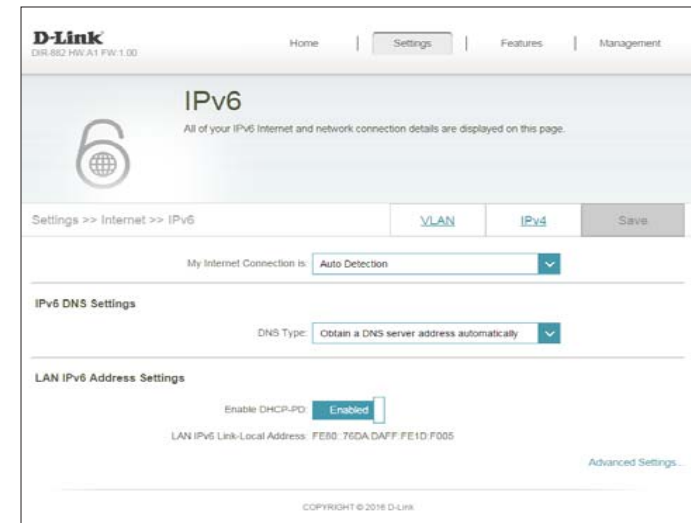 D-Link
DIR-882 HW:A1 FW:1.00
Home | Settings | Features | Management
IPv6
All of your IPv6 Internet and network connection details are displayed on this page.
Settings >> Internet >> IPv6
VLAN
IPv4
Save
My Internet Connection is: Auto Detection
IPv6 DNS Settings
DNS Type: Obtain a DNS server address automatically
LAN IPv6 Address Settings
Enable DHCP-PD: Enabled
LAN IPv6 Link-Local Address: FE80::76DA:DAFF:FE1D:F005
Advanced Settings...
COPYRIGHT © 2016 D-Link